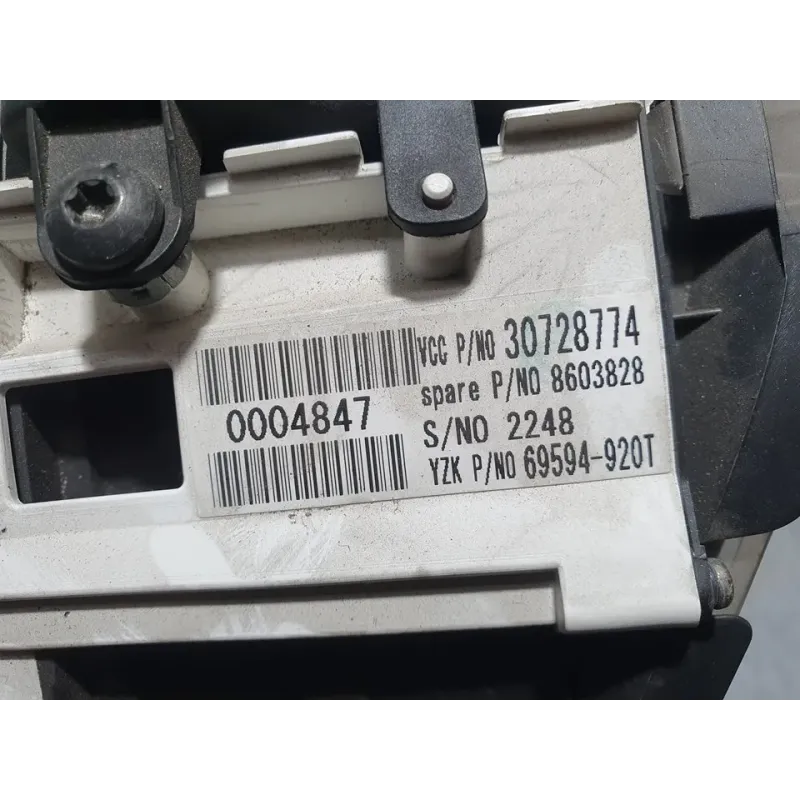 VCC P/NO 30728774
spare P/NO 8603828
0004847
S/NO 2248
YZK P/NO 69594-920T